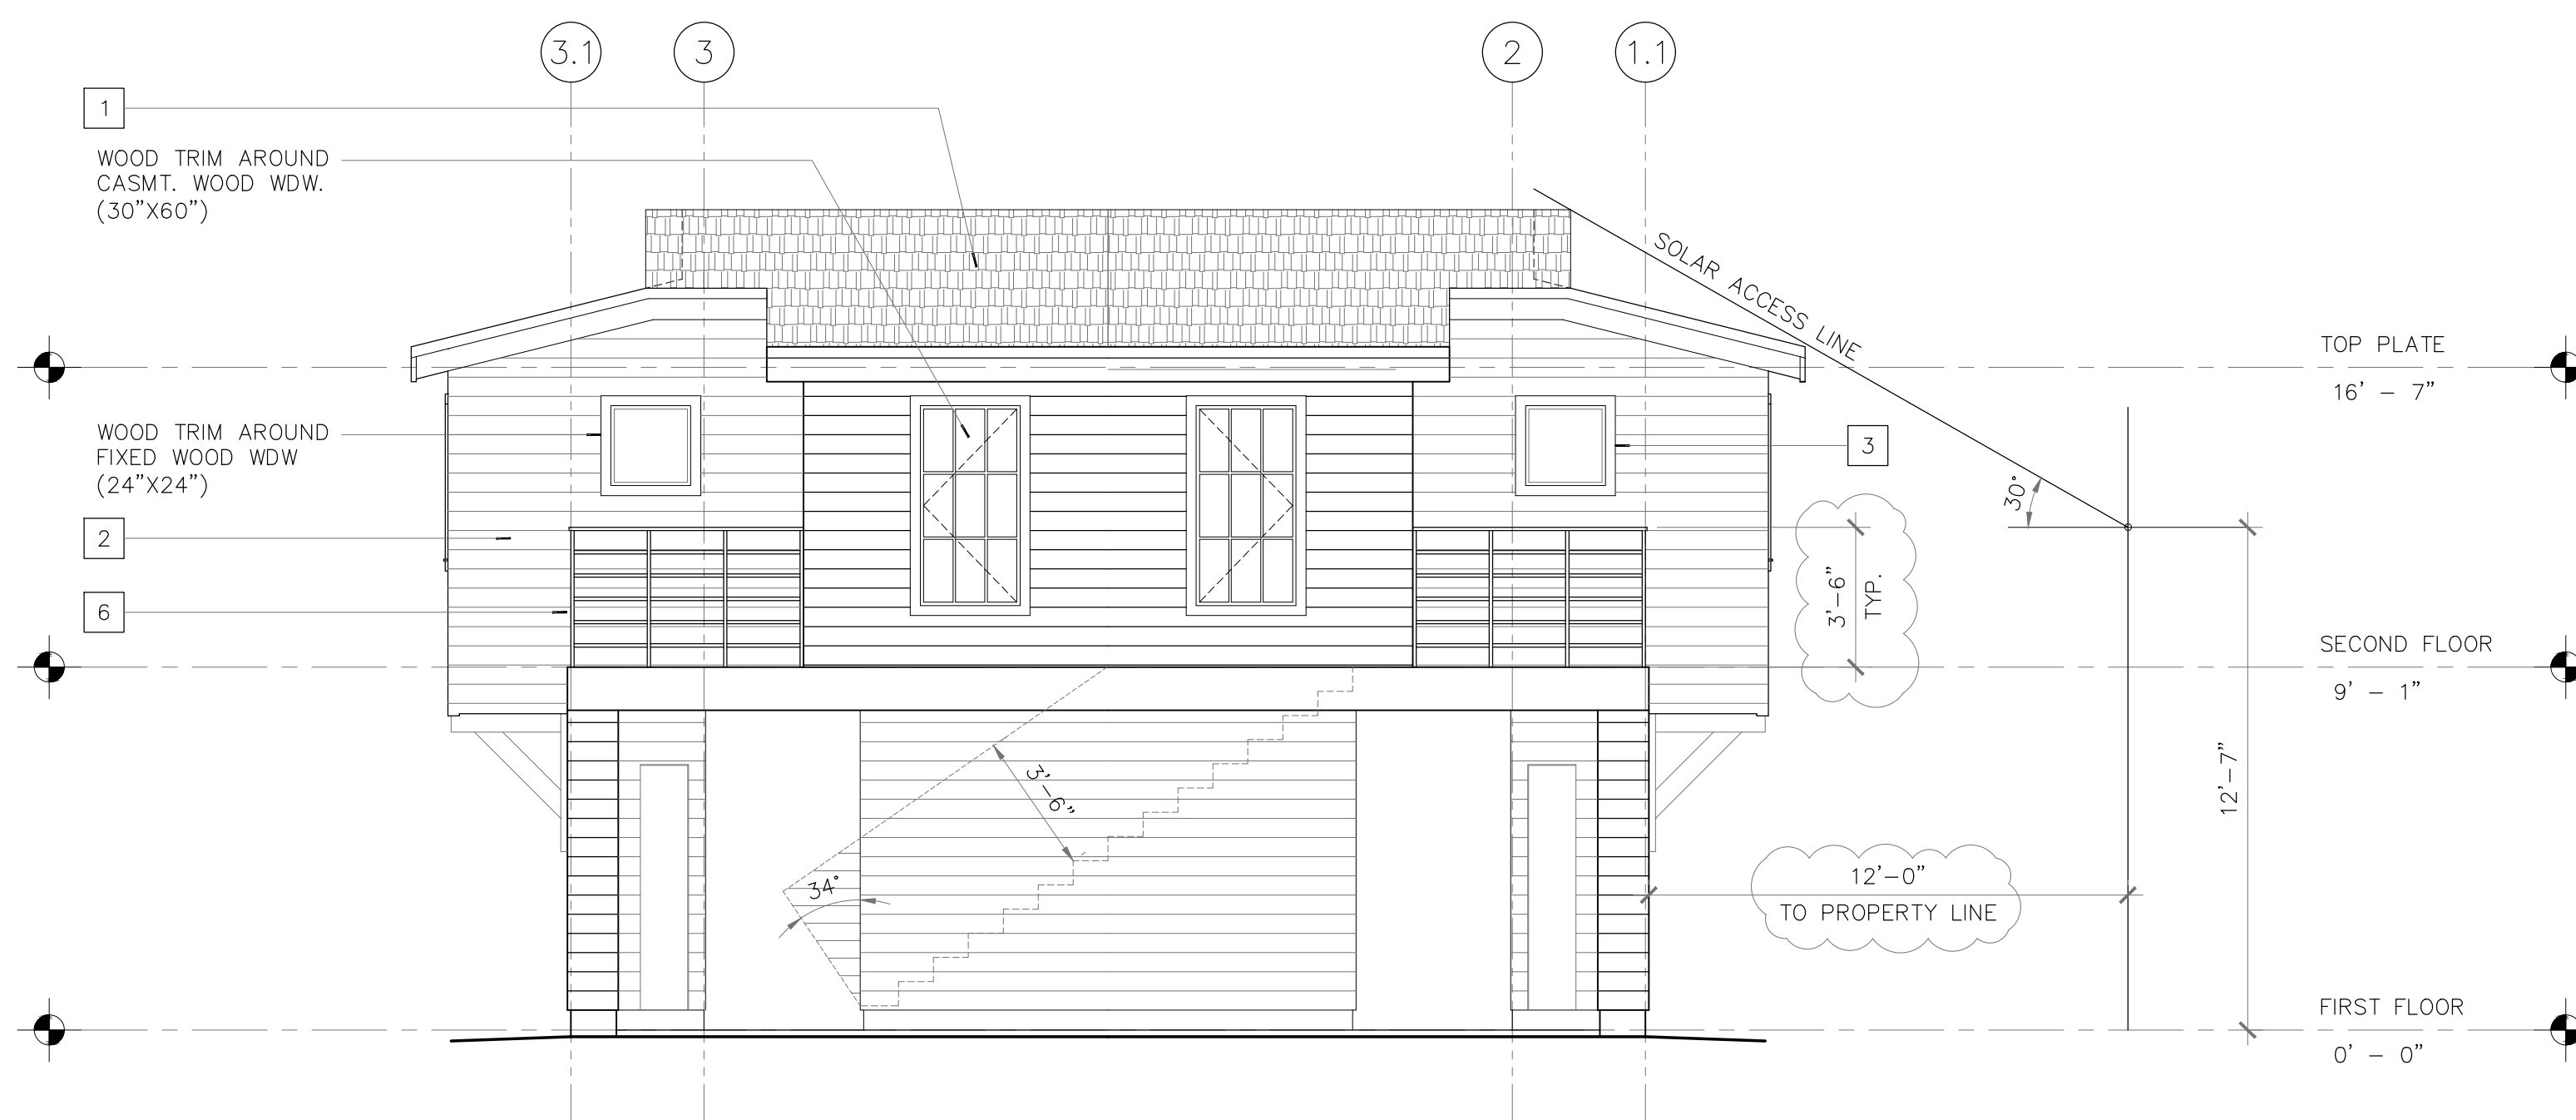 3.1
3
2
1.1
1
WOOD TRIM AROUND
CASMT. WOOD WDW.
(30”X60”)
SOLAR ACCESS LINE
TOP PLATE
16’ – 7”
WOOD TRIM AROUND
FIXED WOOD WDW
(24”X24”)
3
30°
2
6
3’–6”
TYP.
SECOND FLOOR
9’ – 1”
3’–6”
12’–7”
34°
12’–0”
TO PROPERTY LINE
FIRST FLOOR
0’ – 0”